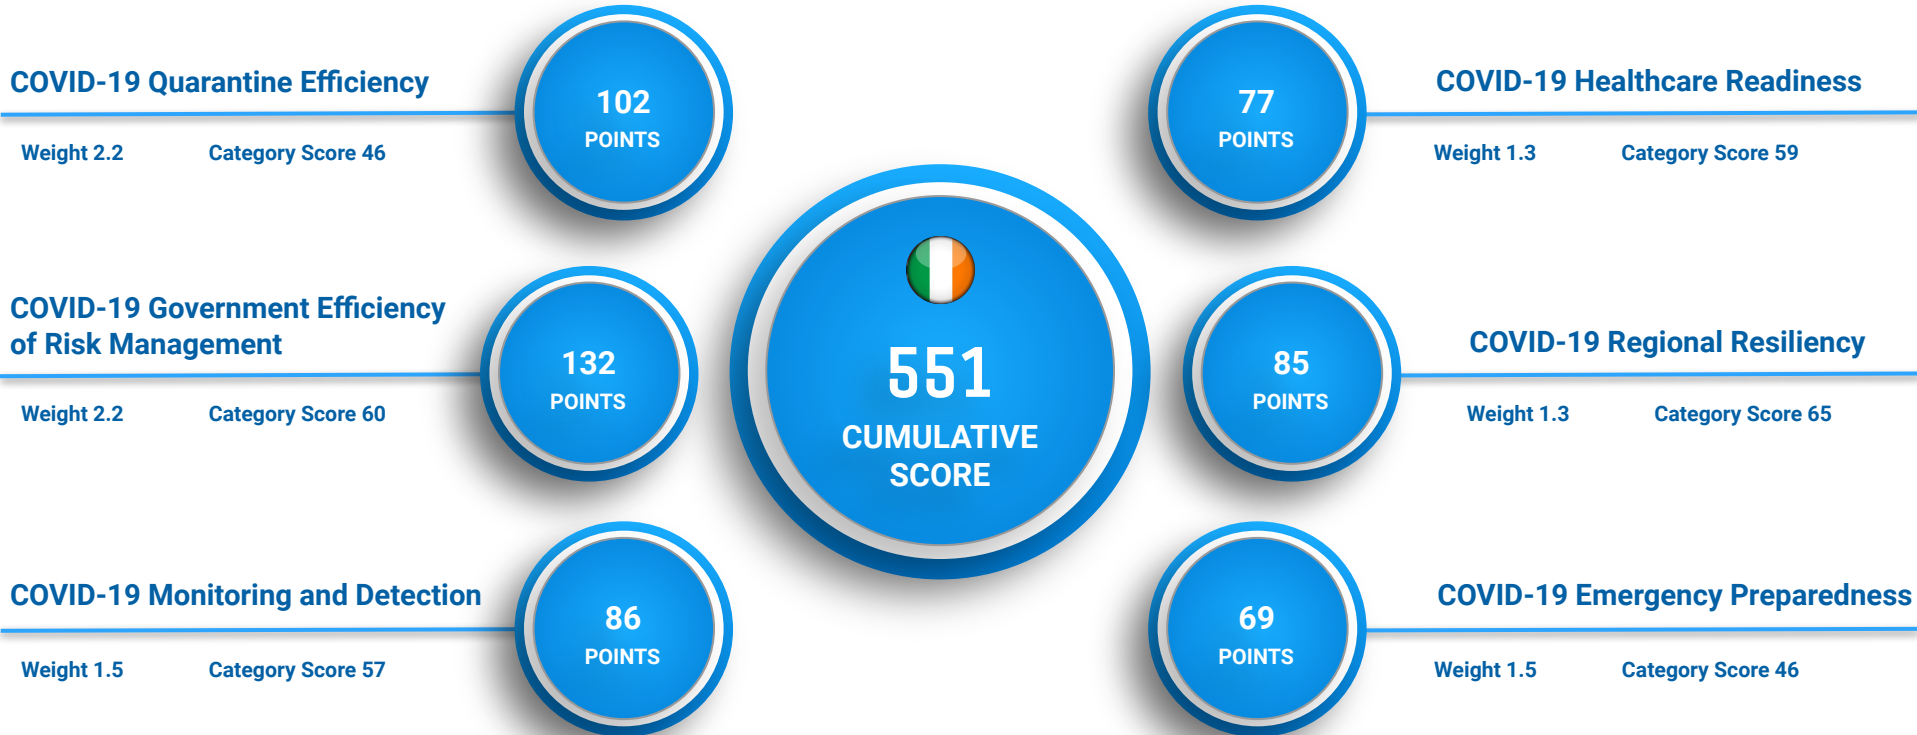 COVID-19 Quarantine Efficiency
Weight 2.2 Category Score 46
102
POINTS
COVID-19 Government Efficiency
of Risk Management
Weight 2.2 Category Score 60
132
POINTS
COVID-19 Monitoring and Detection
Weight 1.5 Category Score 57
86
POINTS
551
CUMULATIVE
SCORE
77
POINTS
COVID-19 Healthcare Readiness
Weight 1.3 Category Score 59
85
POINTS
COVID-19 Regional Resiliency
Weight 1.3 Category Score 65
69
POINTS
COVID-19 Emergency Preparedness
Weight 1.5 Category Score 46